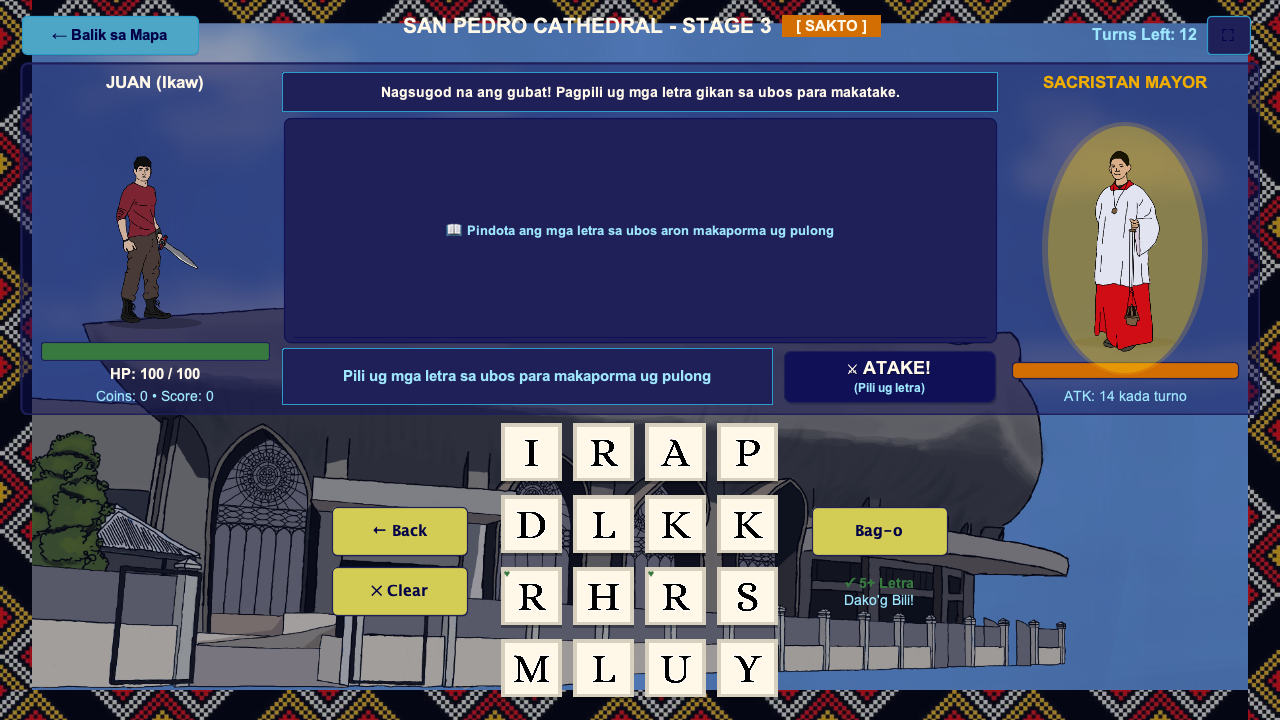 ← Balik sa Mapa
SAN PEDRO CATHEDRAL - STAGE 3 [ SAKTO ]
Turns Left: 12
JUAN (Ikaw)
Nagsugod na ang gubat! Pagpili ug mga letra gikan sa ubos para makatake.
SACRISTAN MAYOR
📖 Pindota ang mga letra sa ubos aron makaporma ug pulong
HP: 100 / 100
Coins: 0 • Score: 0
Pili ug mga letra sa ubos para makaporma ug pulong
⚔ ATAKE!
(Pili ug letra)
ATK: 14 kada turno
I R A P
D L K K
R H R S
M L U Y
← Back
✕ Clear
Bag-o
✓ 5+ Letra
Dako'g Bili!